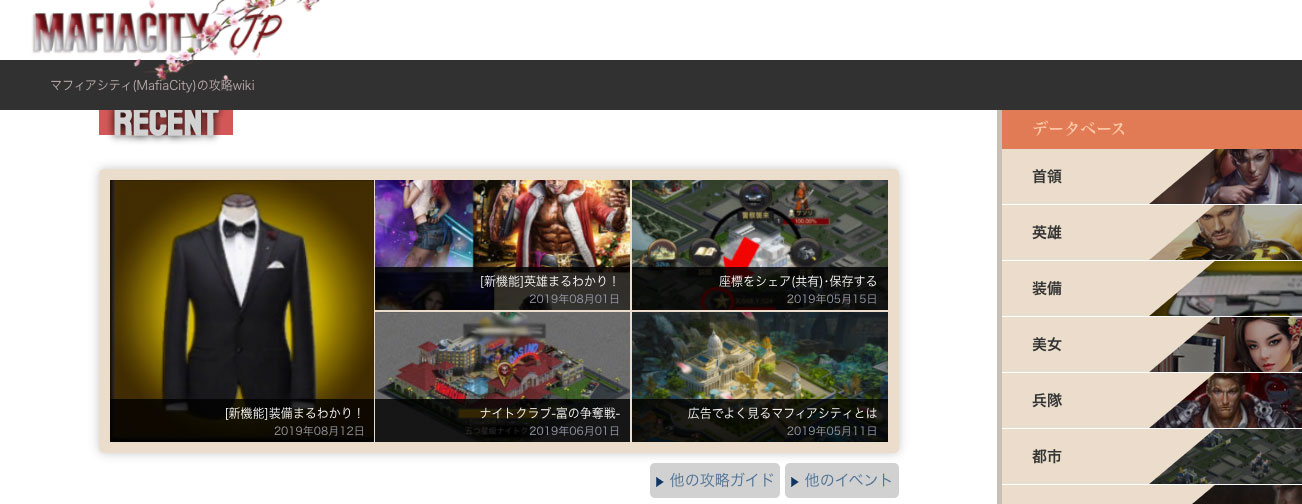 MAFIACITY JP
マフィアシティ(MafiaCity)の攻略wiki
RECENT
[新機能]装備まるわかり！
2019年08月12日
[新機能]英雄まるわかり！
2019年08月01日
座標をシェア(共有)･保存する
2019年05月15日
ナイトクラブ-富の争奪戦-
2019年06月01日
広告でよく見るマフィアシティとは
2019年05月11日
他の攻略ガイド
他のイベント
データベース
首領
英雄
装備
美女
兵隊
都市